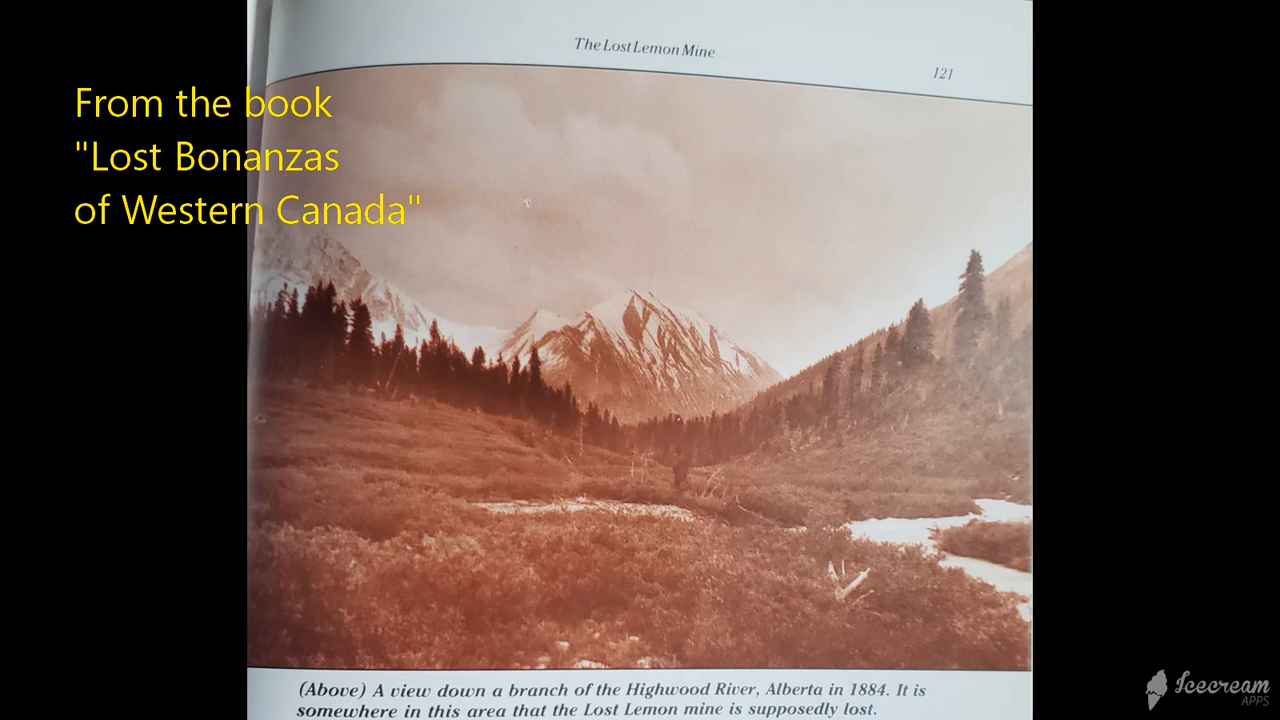 The Lost Lemon Mine
121
From the book
"Lost Bonanzas
of Western Canada"
(Above) A view down a branch of the Highwood River, Alberta in 1884. It is
somewhere in this area that the Lost Lemon mine is supposedly lost.
Icecream
APPS